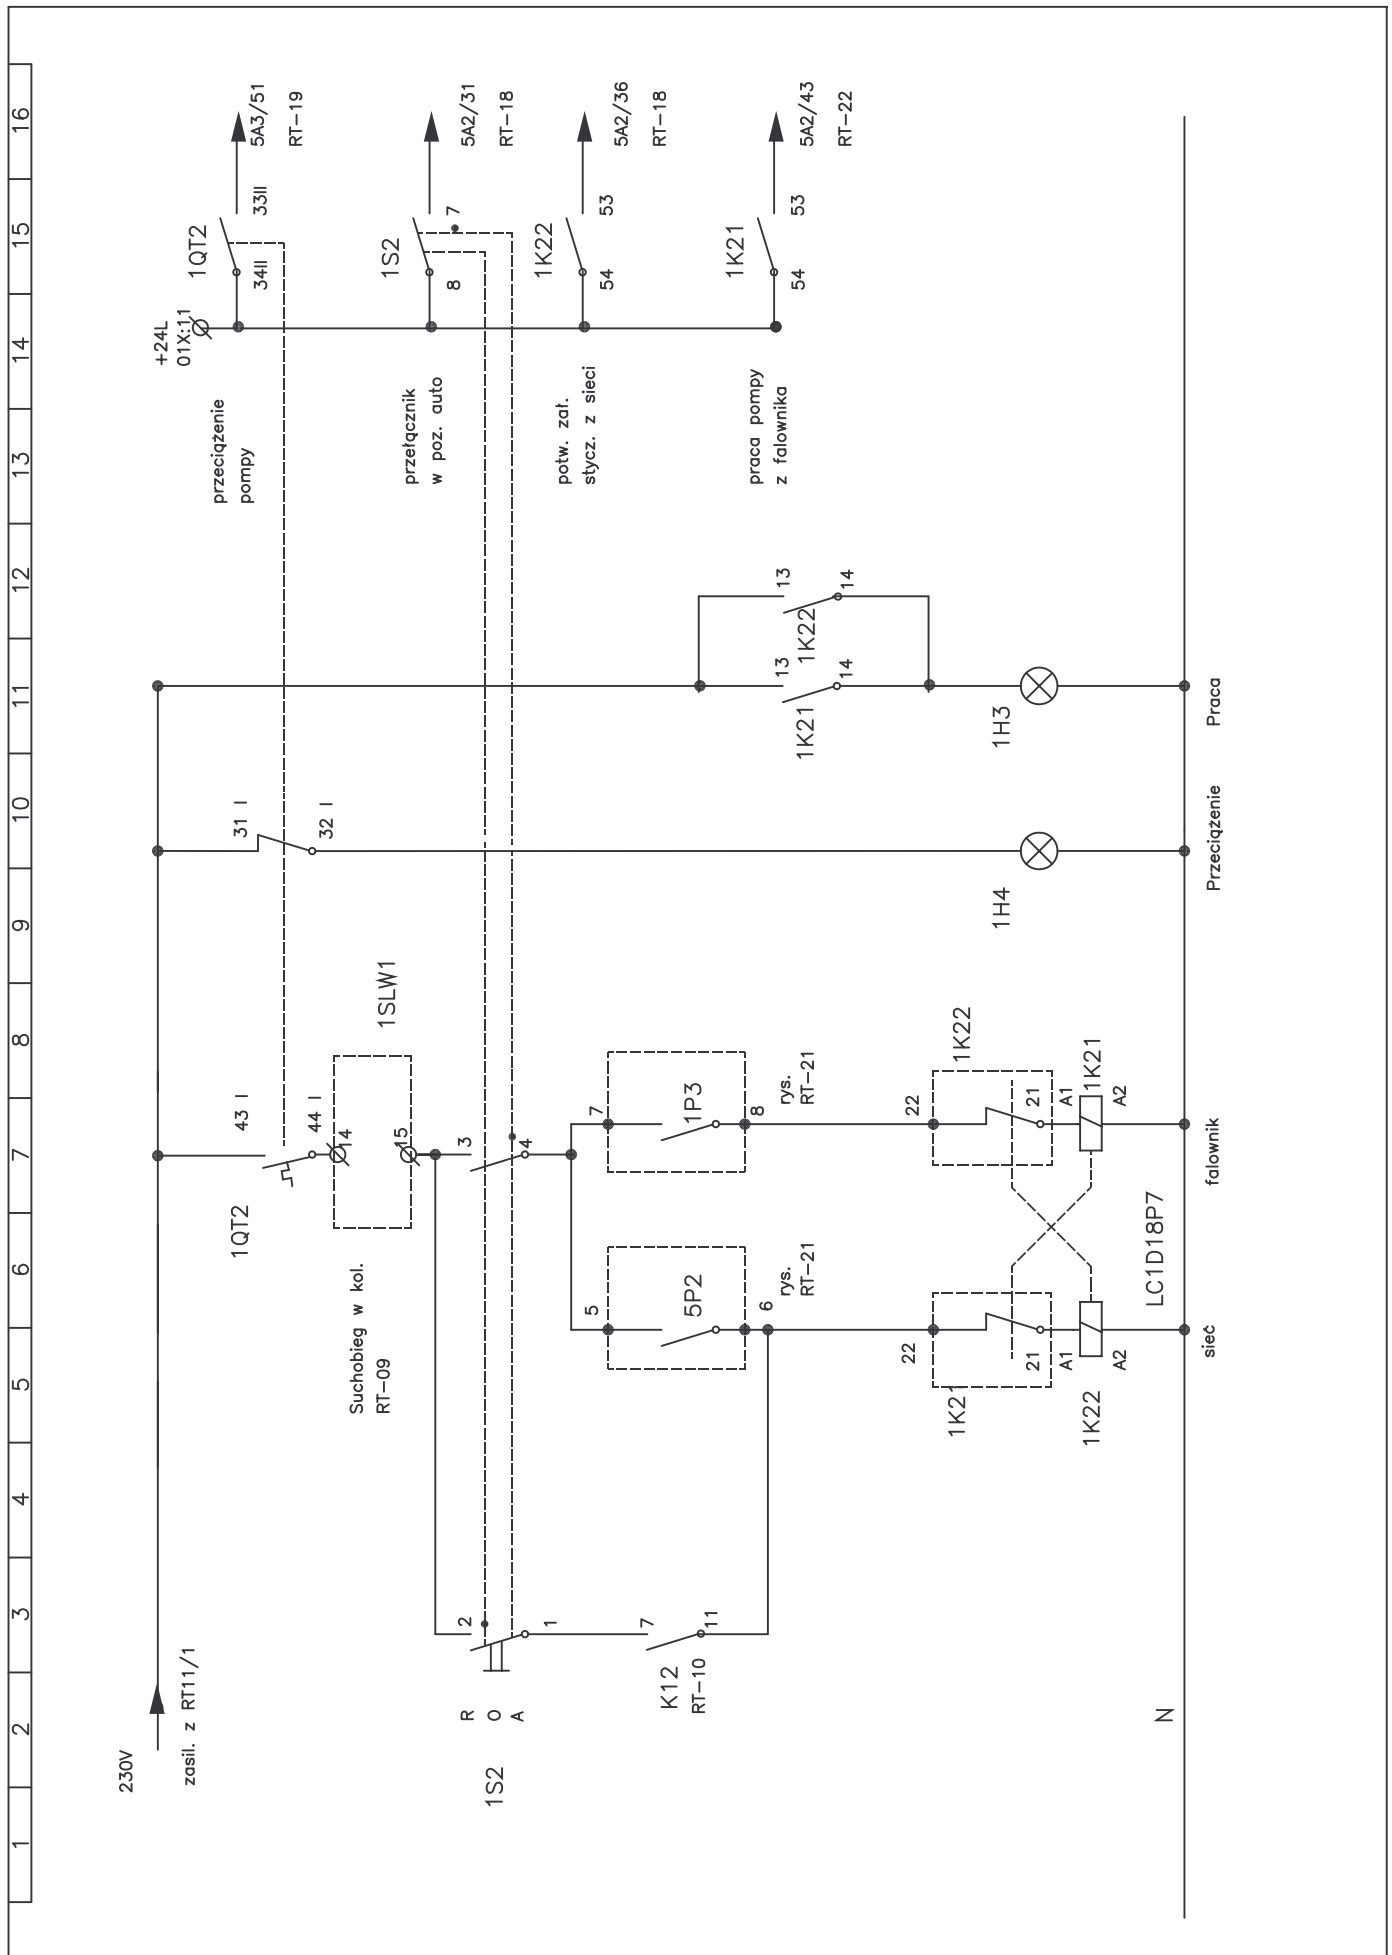 1
2
3
4
5
6
7
8
9
10
11
12
13
14
15
16
230V
zasil. z RT11/1
1S2
R
O
A
2
1
K12
RT-10
7
11
N
Suchobieg w kol.
RT-09
1QT2
43 I
44 I
14
15
1SLW1
3
4
5
5P2
6
rys.
RT-21
7
1P3
8
rys.
RT-21
22
1K21
21
A1
A2
1K22
sieć
LC1D18P7
22
1K22
21
A1
1K21
A2
falownik
31 I
32 I
1H4
Przeciążenie
1K21
13
14
1K22
13
14
1H3
Praca
+24L
01X:11
przeciążenie
pompy
1QT2
34II
33II
5A3/51
RT-19
przełącznik
w poz. auto
1S2
8
7
5A2/31
RT-18
potw. zał.
stycz. z sieci
1K22
54
53
5A2/36
RT-18
praca pompy
z falownika
1K21
54
53
5A2/43
RT-22